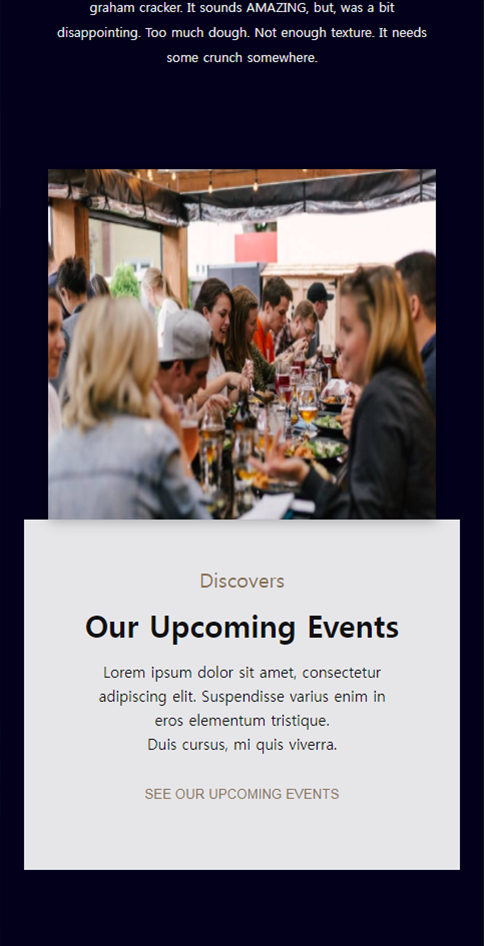 graham cracker. It sounds AMAZING, but, was a bit
disappointing. Too much dough. Not enough texture. It needs
some crunch somewhere.
Discovers
Our Upcoming Events
Lorem ipsum dolor sit amet, consectetur
adipiscing elit. Suspendisse varius enim in
eros elementum tristique.
Duis cursus, mi quis viverra.
SEE OUR UPCOMING EVENTS